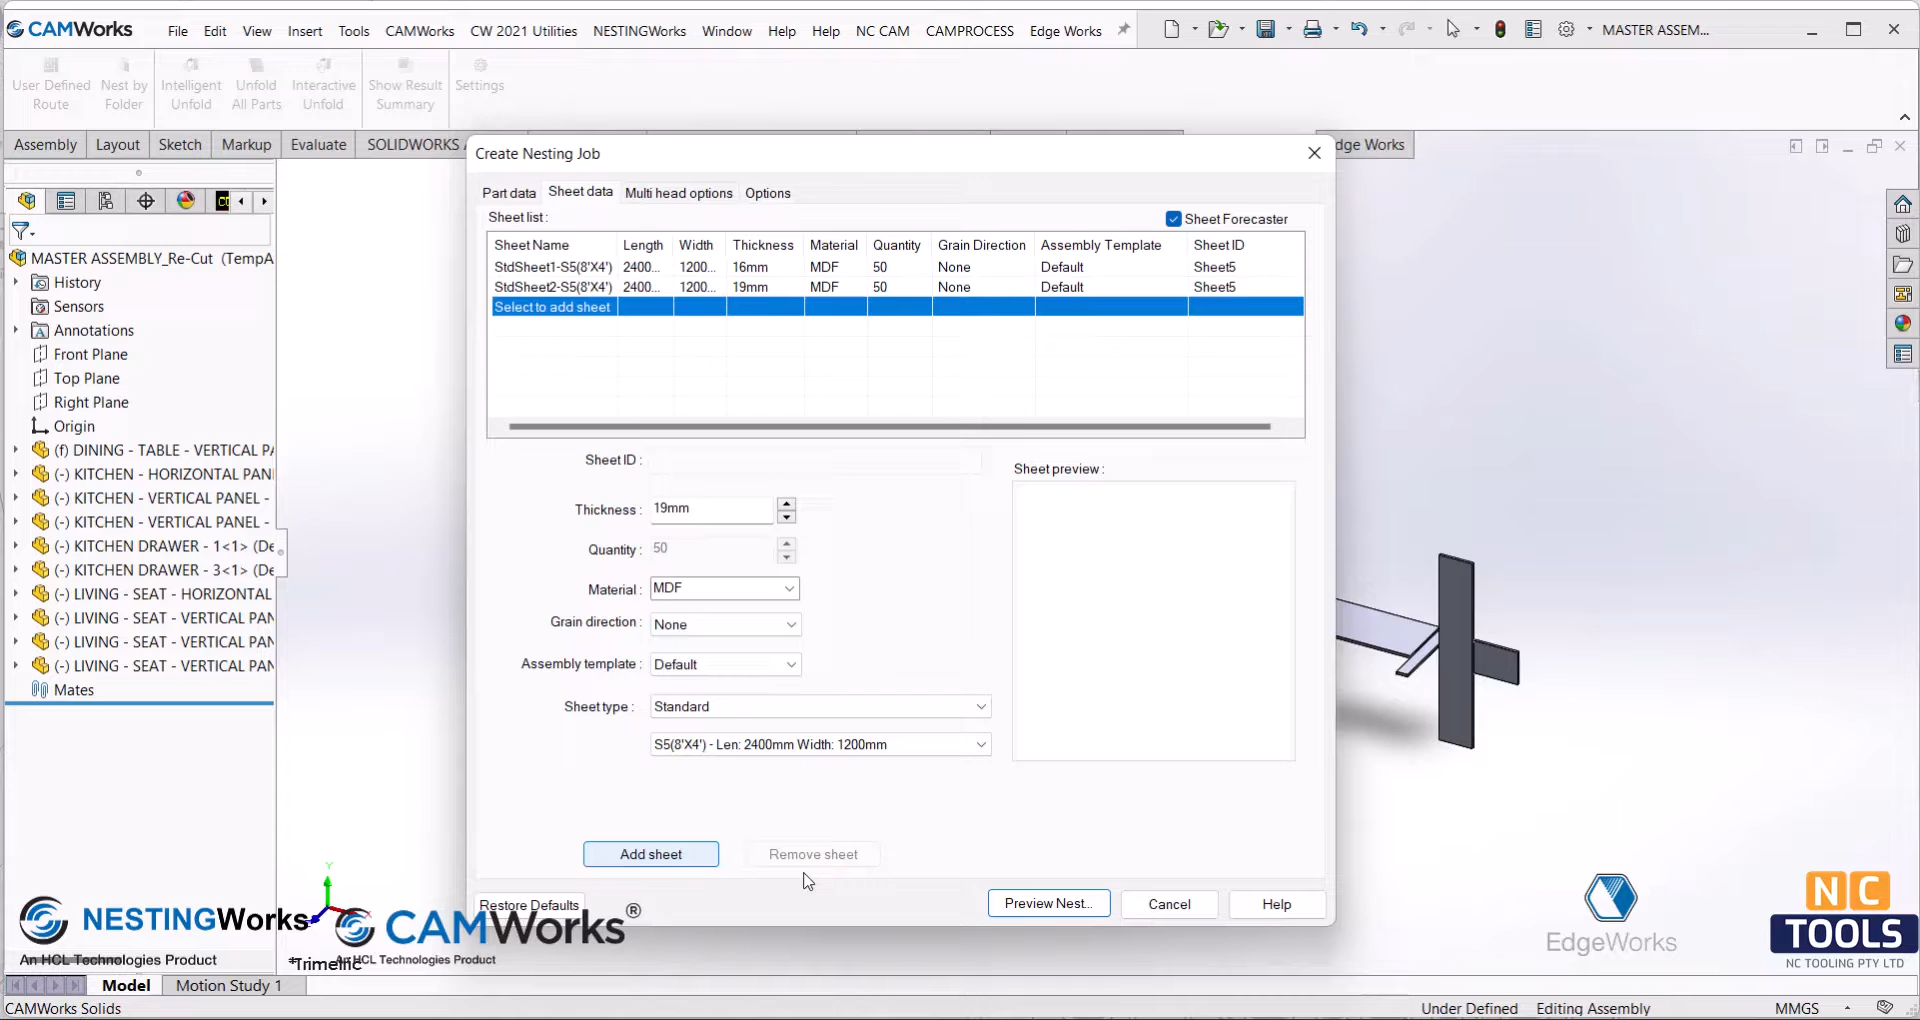 CAMWorks File Edit View Insert Tools CAMWorks CW 2021 Utilities NESTINGWorks Window Help Help NC CAM CAMPROCESS Edge Works MASTER ASSEM...
User Defined Route
Nest by Folder
Intelligent Unfold
Unfold All Parts
Interactive Unfold
Show Result Summary
Settings
Assembly Layout Sketch Markup Evaluate SOLIDWORKS dge Works
MASTER ASSEMBLY_Re-Cut (TempA
History
Sensors
Annotations
Front Plane
Top Plane
Right Plane
Origin
(f) DINING - TABLE - VERTICAL PA
(-) KITCHEN - HORIZONTAL PANI
(-) KITCHEN - VERTICAL PANEL -
(-) KITCHEN - VERTICAL PANEL -
(-) KITCHEN DRAWER - 1<1> (De
(-) KITCHEN DRAWER - 3<1> (De
(-) LIVING - SEAT - HORIZONTAL
(-) LIVING - SEAT - VERTICAL PAN
(-) LIVING - SEAT - VERTICAL PAN
(-) LIVING - SEAT - VERTICAL PAN
Mates
Create Nesting Job
Part data Sheet data Multi head options Options
Sheet list : Sheet Forecaster
Sheet Name Length Width Thickness Material Quantity Grain Direction Assembly Template Sheet ID
StdSheet1-S5(8'X4') 2400... 1200... 16mm MDF 50 None Default Sheet5
StdSheet2-S5(8'X4') 2400... 1200... 19mm MDF 50 None Default Sheet5
Select to add sheet
Sheet ID :
Sheet preview :
Thickness : 19mm
Quantity : 50
Material : MDF
Grain direction : None
Assembly template : Default
Sheet type : Standard
S5(8'X4') - Len: 2400mm Width: 1200mm
Add sheet Remove sheet
Restore Defaults Preview Nest... Cancel Help
Y
NESTINGWorks
An HCL Technologies Product
CAMWorks®
An HCL Technologies Product
*Trimetric
EdgeWorks
NC
TOOLS
NC TOOLING PTY LTD
Model Motion Study 1
CAMWorks Solids Under Defined Editing Assembly MMGS